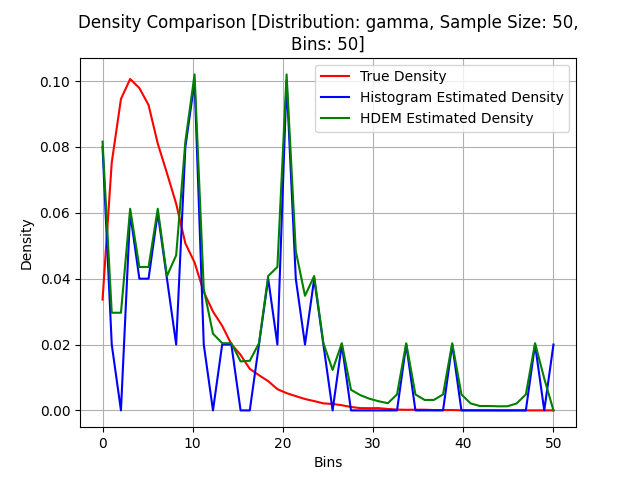 Density Comparison [Distribution: gamma, Sample Size: 50,
Bins: 50]
True Density
Histogram Estimated Density
HDEM Estimated Density
Density
0.10
0.08
0.06
0.04
0.02
0.00
0 10 20 30 40 50
Bins